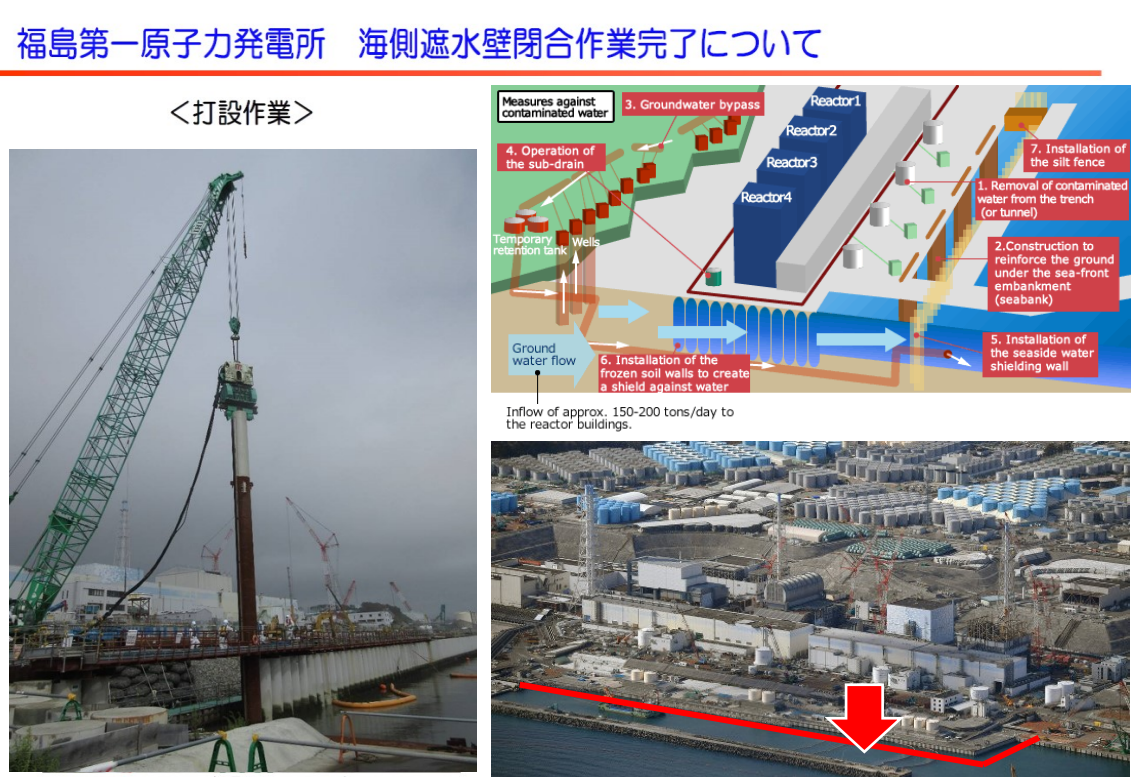 福島第一原子力発電所 海側遮水壁閉合作業完了について
<打設作業>
Measures against
contaminated water
3. Groundwater bypass
Reactor1
Reactor2
Reactor3
Reactor4
4. Operation of
the sub-drain
7. Installation of
the silt fence
1. Removal of contaminated
water from the trench
(or tunnel)
Temporary
retention tank
Wells
2.Construction to
reinforce the ground
under the sea-front
embankment
(seabank)
Ground
water flow
6. Installation of the
frozen soil walls to create
a shield against water
5. Installation of
the seaside water
shielding wall
Inflow of approx. 150-200 tons/day to
the reactor buildings.